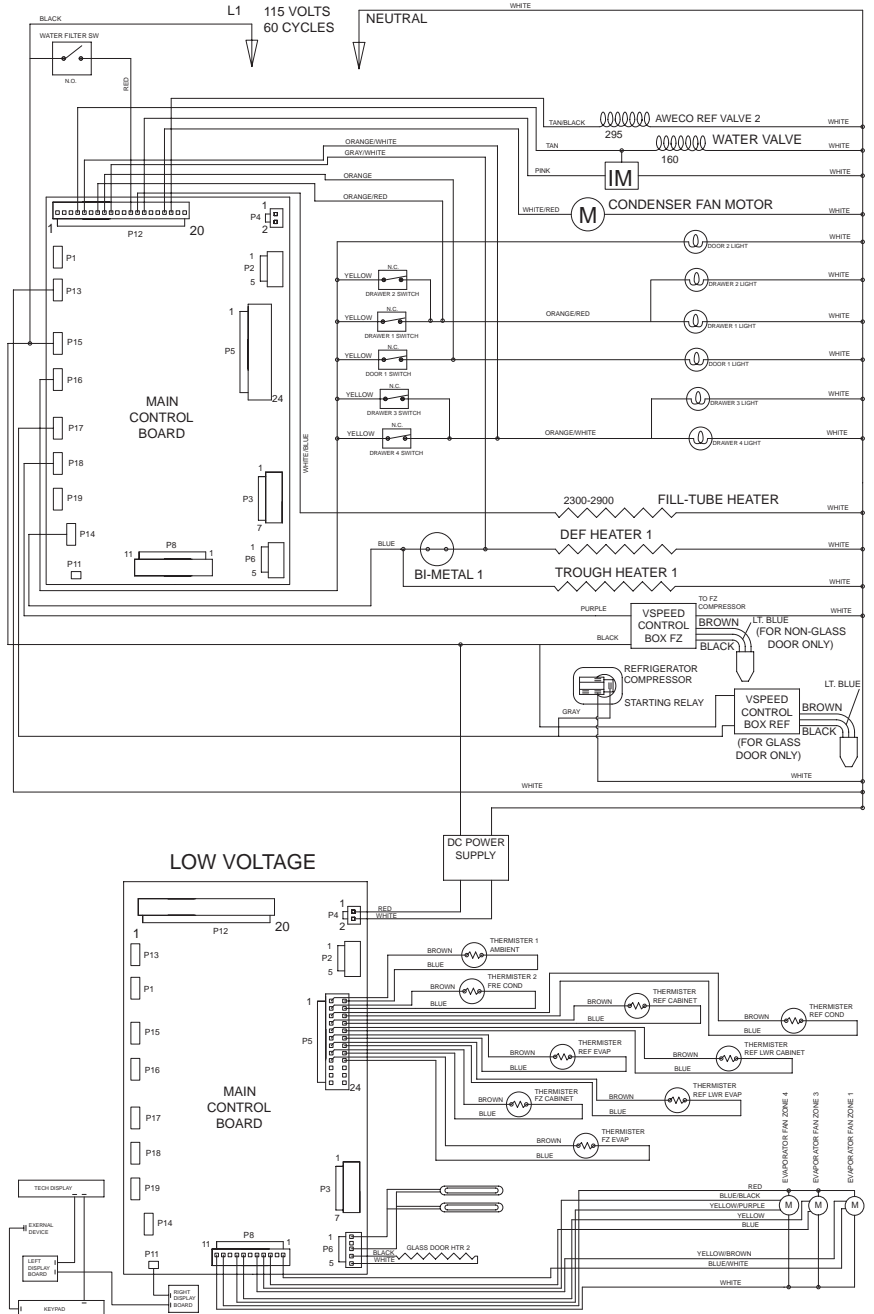 WHITE
L1 115 VOLTS
60 CYCLES
NEUTRAL
BLACK
WATER FILTER SW
N.O.
RED
TAN/BLACK
295
AWECO REF VALVE 2
WHITE
TAN
160
WATER VALVE
WHITE
PINK
IM
WHITE
ORANGE/WHITE
GRAY/WHITE
ORANGE
ORANGE/RED
WHITE/RED
M
CONDENSER FAN MOTOR
WHITE
1
P12
20
1
P4
2
P1
P13
P15
P16
P17
P18
P19
P14
P11
1
P2
5
1
P5
24
MAIN
CONTROL
BOARD
WHITE/BLUE
1
P3
7
1
P6
5
11
P8
1
DOOR 2 LIGHT
WHITE
YELLOW
N.C.
DRAWER 2 SWITCH
DRAWER 2 LIGHT
WHITE
YELLOW
N.C.
DRAWER 1 SWITCH
ORANGE/RED
DRAWER 1 LIGHT
WHITE
YELLOW
N.C.
DOOR 1 SWITCH
DOOR 1 LIGHT
WHITE
YELLOW
N.C.
DRAWER 3 SWITCH
DRAWER 3 LIGHT
WHITE
YELLOW
N.C.
DRAWER 4 SWITCH
ORANGE/WHITE
DRAWER 4 LIGHT
WHITE
2300-2900
FILL-TUBE HEATER
WHITE
BLUE
BI-METAL 1
DEF HEATER 1
WHITE
TROUGH HEATER 1
WHITE
PURPLE
BLACK
VSPEED
CONTROL
BOX FZ
TO FZ
COMPRESSOR
WHITE
BROWN
BLACK
LT. BLUE
(FOR NON-GLASS
DOOR ONLY)
REFRIGERATOR
COMPRESSOR
STARTING RELAY
GRAY
VSPEED
CONTROL
BOX REF
LT. BLUE
BROWN
BLACK
(FOR GLASS
DOOR ONLY)
WHITE
WHITE
DC POWER
SUPPLY
LOW VOLTAGE
1
P12
20
1
P4
2
RED
WHITE
P13
P1
P15
P16
P17
P18
P19
P14
P11
1
P2
5
1
P5
24
MAIN
CONTROL
BOARD
1
P3
7
1
P6
5
11
P8
1
BROWN
BLUE
THERMISTER 1
AMBIENT
BROWN
BLUE
THERMISTER 2
FRE COND
BROWN
BLUE
THERMISTER
REF CABINET
BROWN
BLUE
THERMISTER
REF COND
BROWN
BLUE
THERMISTER
REF EVAP
BROWN
BLUE
THERMISTER
REF LWR CABINET
BROWN
BLUE
THERMISTER
FZ CABINET
BROWN
BLUE
THERMISTER
REF LWR EVAP
BROWN
BLUE
THERMISTER
FZ EVAP
EVAPORATOR FAN ZONE 4
EVAPORATOR FAN ZONE 3
EVAPORATOR FAN ZONE 1
M
M
M
RED
BLUE/BLACK
YELLOW/PURPLE
YELLOW
BLUE
YELLOW/BROWN
BLUE/WHITE
WHITE
BLACK
WHITE
GLASS DOOR HTR 2
TECH DISPLAY
EXERNAL
DEVICE
LEFT
DISPLAY
BOARD
RIGHT
DISPLAY
BOARD
KEYPAD